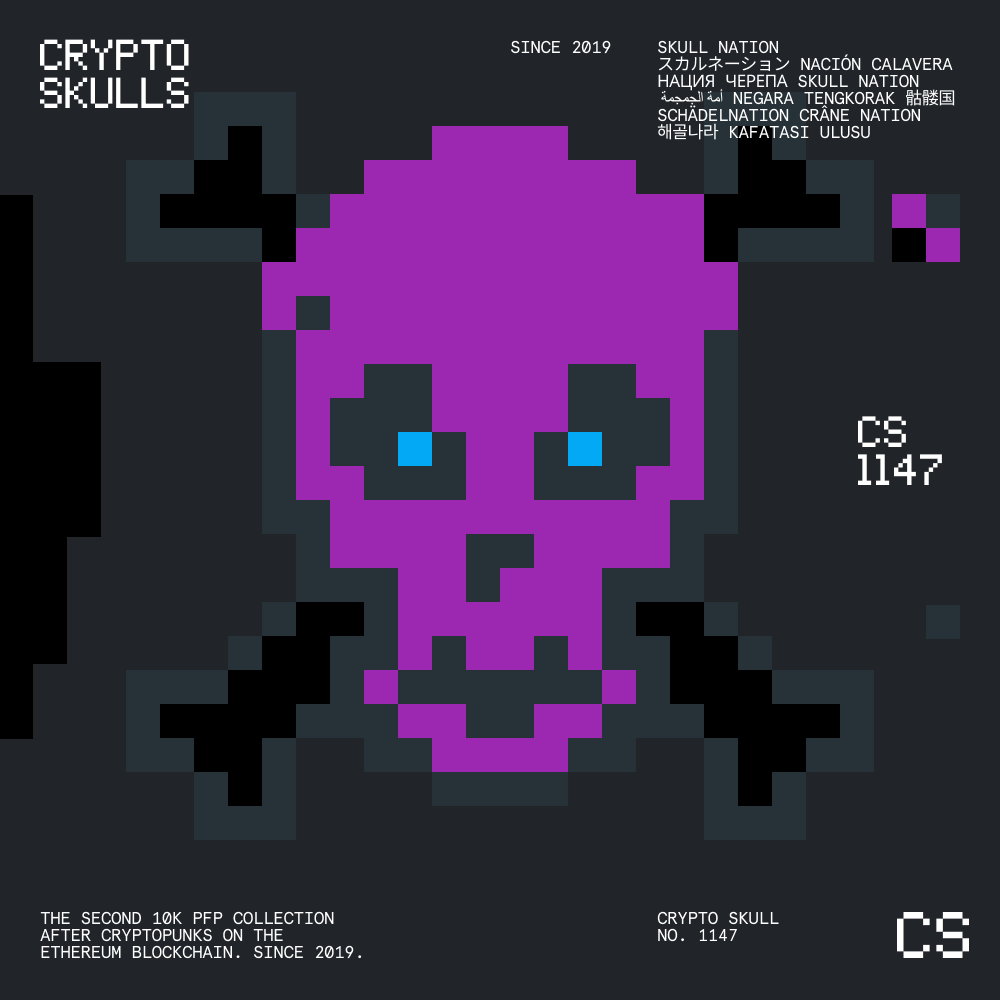 CRYPTO
SKULLS
SINCE 2019
SKULL NATION
スカルネーション NACIÓN CALAVERA
НАЦИЯ ЧЕРЕПА SKULL NATION
أمة الجمجمة NEGARA TENGKORAK 骷髅国
SCHÄDELNATION CRÂNE NATION
해골나라 KAFATASI ULUSU
CS
1147
THE SECOND 10K PFP COLLECTION
AFTER CRYPTOPUNKS ON THE
ETHEREUM BLOCKCHAIN. SINCE 2019.
CRYPTO SKULL
NO. 1147
CS